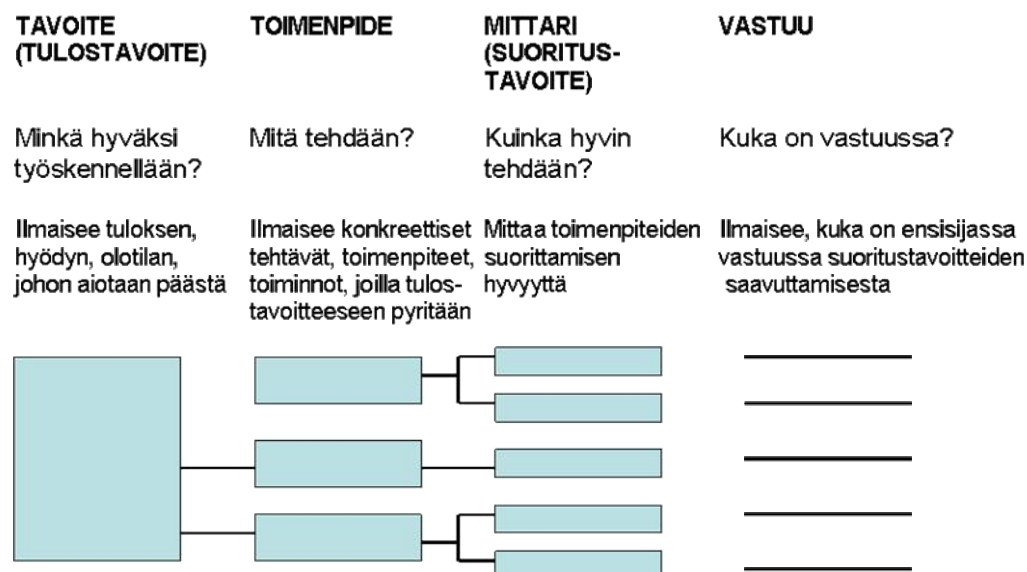 TAVOITE
(TULOSTAVOITE)
TOIMENPIDE
MITTARI
(SUORITUS-
TAVOITE)
VASTUU
Minkä hyväksi
työskennellään?
Mitä tehdään?
Kuinka hyvin
tehdään?
Kuka on vastuussa?
Ilmaisee tuloksen,
hyödyn, olotilan,
johon aiotaan päästä
Ilmaisee konkreettiset
tehtävät, toimenpiteet,
toiminnot, joilla tulos-
tavoitteeseen pyritään
Mittaa toimenpiteiden
suorittamisen
hyvyyttä
Ilmaisee, kuka on ensisijassa
vastuussa suoritustavoitteiden
saavuttamisesta